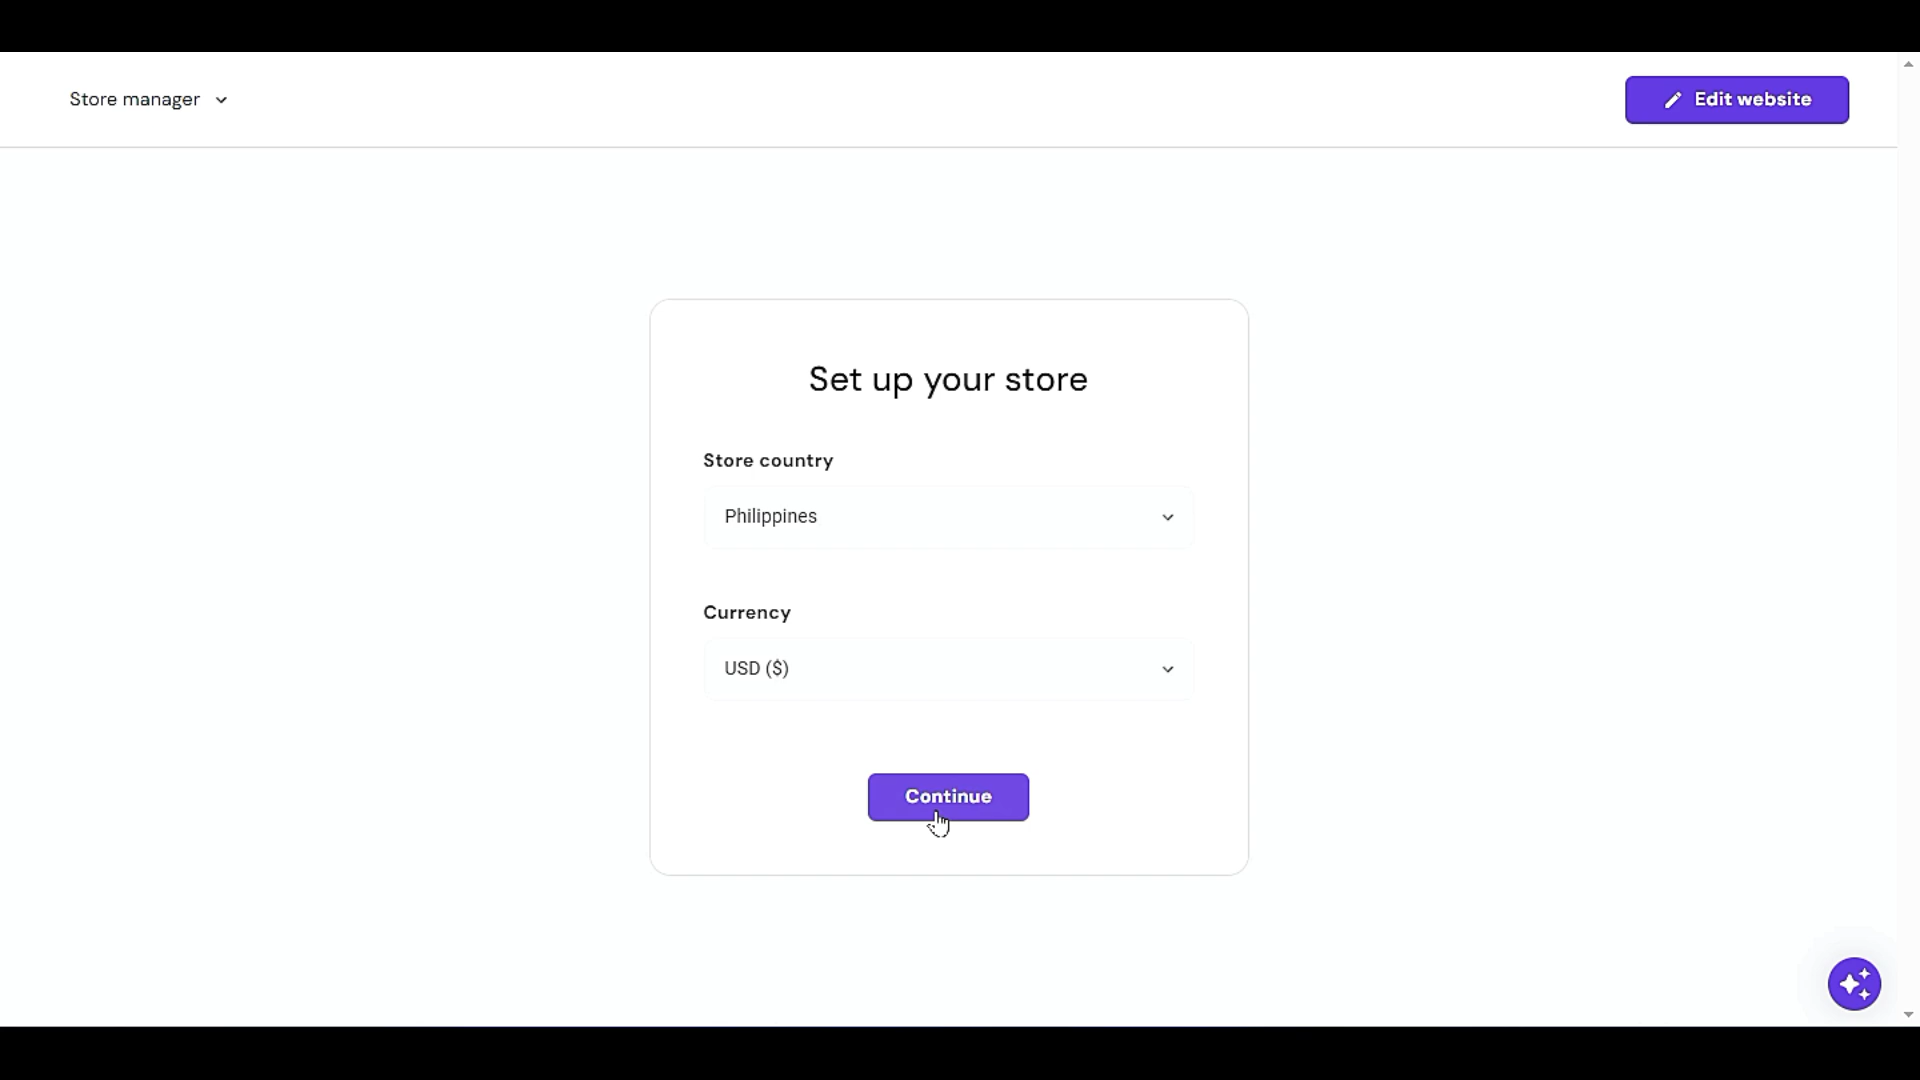 Store manager
Edit website
Set up your store
Store country
Philippines
Currency
USD ($)
Continue